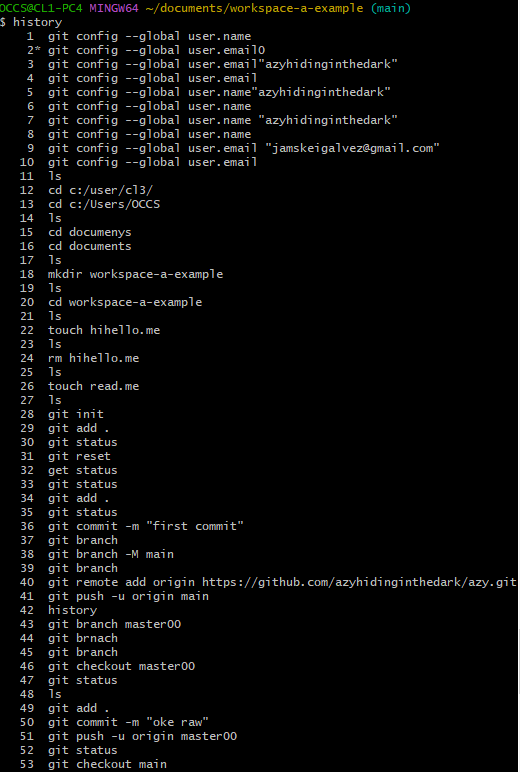 OCCS@CL1-PC4 MINGW64 ~/documents/workspace-a-example (main)
$ history
1 git config --global user.name
2* git config --global user.email0
3 git config --global user.email"azyhidinginthedark"
4 git config --global user.email
5 git config --global user.name"azyhidinginthedark"
6 git config --global user.name
7 git config --global user.name "azyhidinginthedark"
8 git config --global user.name
9 git config --global user.email "jamskeigalvez@gmail.com"
10 git config --global user.email
11 ls
12 cd c:/user/cl3/
13 cd c:/Users/OCCS
14 ls
15 cd documenys
16 cd documents
17 ls
18 mkdir workspace-a-example
19 ls
20 cd workspace-a-example
21 ls
22 touch hihello.me
23 ls
24 rm hihello.me
25 ls
26 touch read.me
27 ls
28 git init
29 git add .
30 git status
31 git reset
32 get status
33 git status
34 git add .
35 git status
36 git commit -m "first commit"
37 git branch
38 git branch -M main
39 git branch
40 git remote add origin https://github.com/azyhidinginthedark/azy.git
41 git push -u origin main
42 history
43 git branch master00
44 git brnach
45 git branch
46 git checkout master00
47 git status
48 ls
49 git add .
50 git commit -m "oke raw"
51 git push -u origin master00
52 git status
53 git checkout main